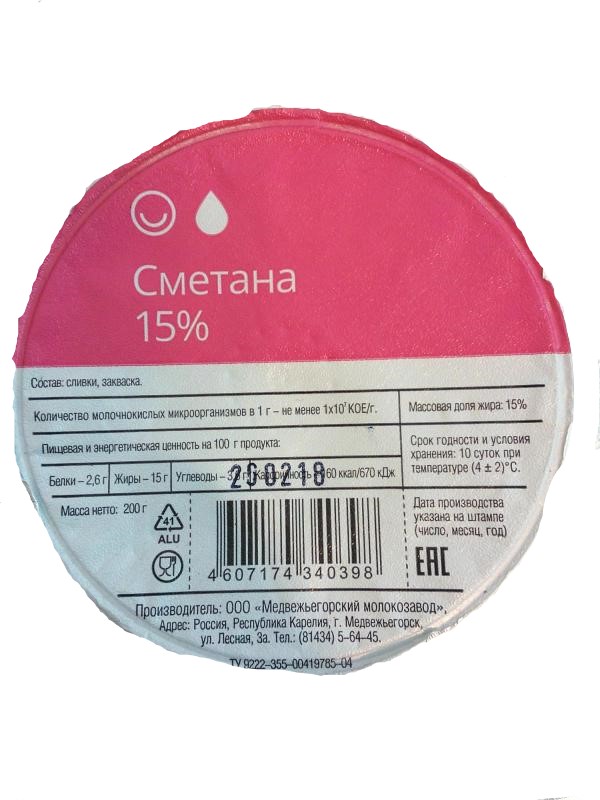 Сметана
15%
Состав: сливки, закваска.
Количество молочнокислых микроорганизмов в 1 г – не менее 1х10⁷ КОЕ/г.
Массовая доля жира: 15%
Пищевая и энергетическая ценность на 100 г продукта:
Белки – 2,6 г
Жиры – 15 г
Углеводы – 3, г
Калорийность 160 ккал/670 кДж
260218
Срок годности и условия
хранения: 10 суток при
температуре (4 ± 2)°С.
Масса нетто: 200 г
41
ALU
4 607174 340398
Дата производства
указана на штампе
(число, месяц, год)
ЕАС
Производитель: ООО «Медвежьегорский молокозавод»,
Адрес: Россия, Республика Карелия, г. Медвежьегорск,
ул. Лесная, 3а. Тел.: (81434) 5–64–45.
ТУ 9222–355–00419785–04